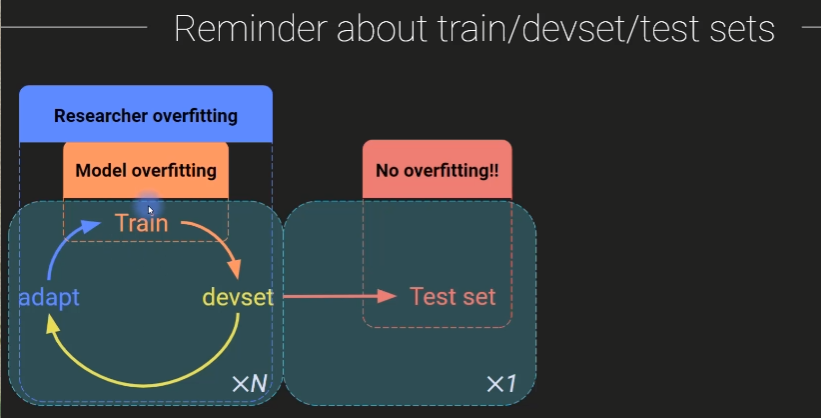 Reminder about train/devset/test sets
Researcher overfitting
Model overfitting
No overfitting!!
Train
adapt
devset
Test set
×N
×1